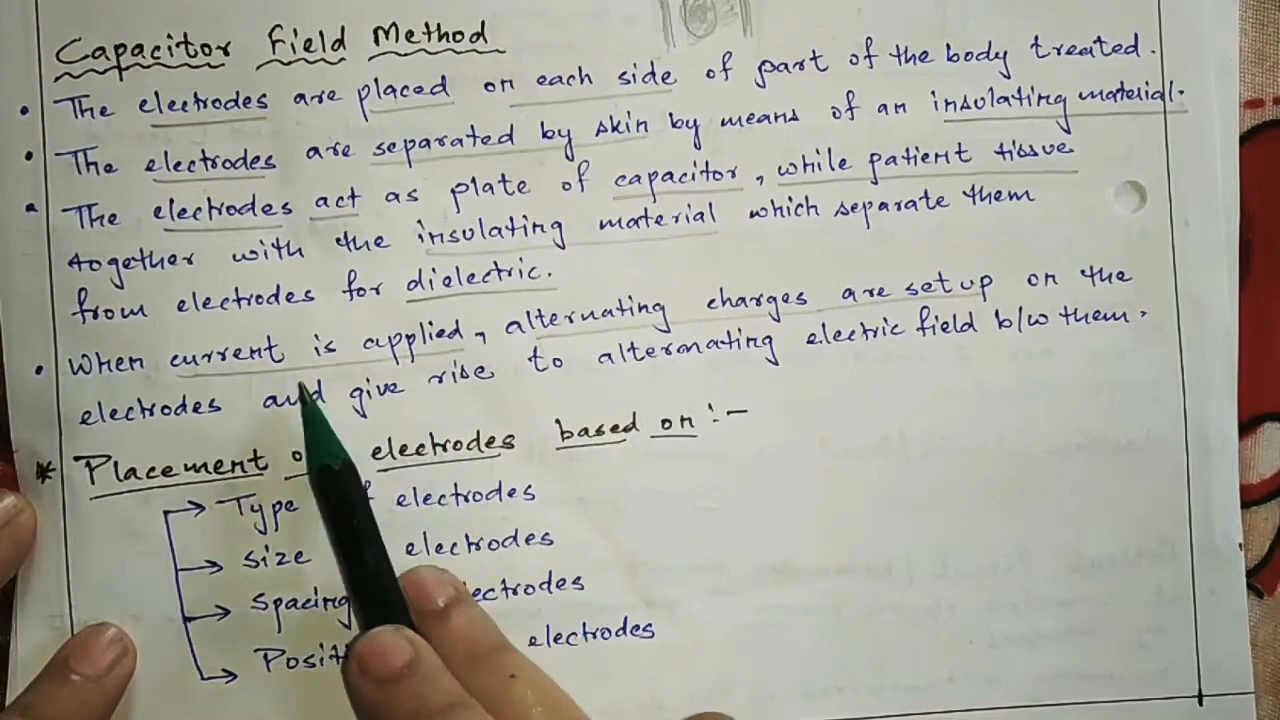 Capacitor Field Method
• The electrodes are placed on each side of part of the body treated.
• The electrodes are separated by skin by means of an insulating material.
• The electrodes act as plate of capacitor, while patient tissue
together with the insulating material which separate them
from electrodes for dielectric.
• When current is applied, alternating charges are set up on the
electrodes and give rise to alternating electric field b/w them.
* Placement electrodes based on :-
→ Type electrodes
→ Size electrodes
→ Spacing electrodes
→ electrodes